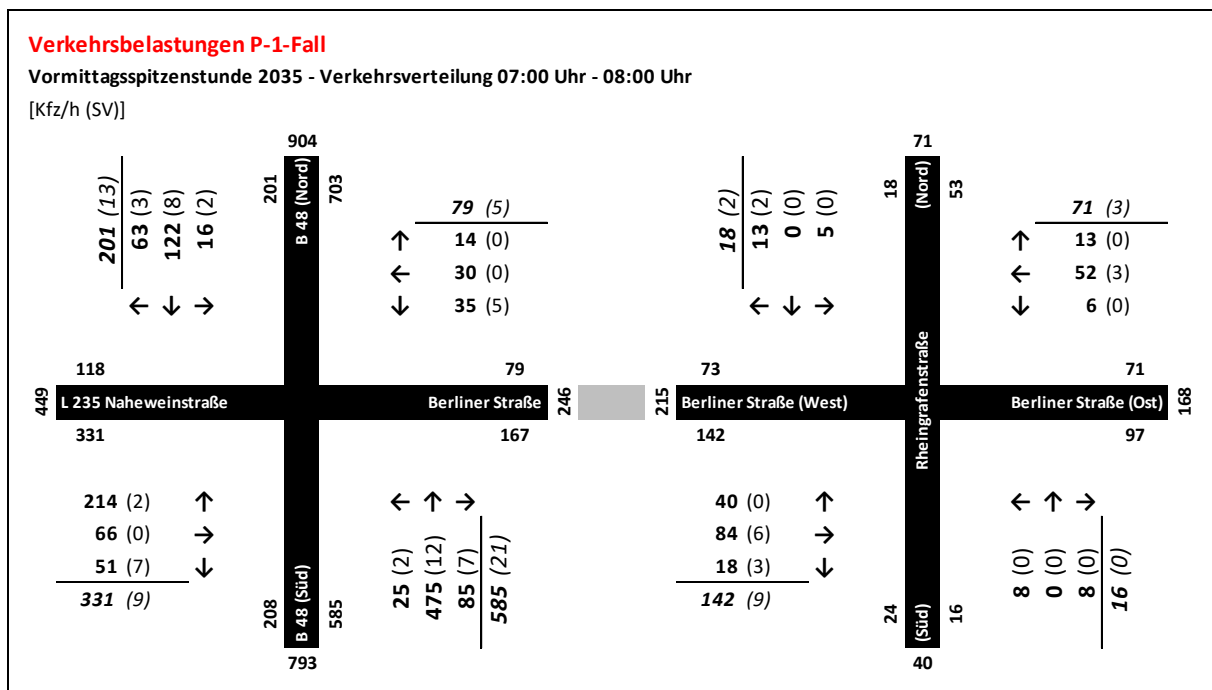 Verkehrsbelastungen P-1-Fall
Vormittagsspitzenstunde 2035 - Verkehrsverteilung 07:00 Uhr - 08:00 Uhr
[Kfz/h (SV)]
904
201
B 48 (Nord)
703
201 (13)
63 (3)
122 (8)
16 (2)
← ↓ →
79 (5)
↑ 14 (0)
← 30 (0)
↓ 35 (5)
118
79
449
L 235 Naheweinstraße
Berliner Straße
246
331
167
214 (2) ↑
66 (0) →
51 (7) ↓
331 (9)
← ↑ →
25 (2)
475 (12)
85 (7)
585 (21)
208
B 48 (Süd)
585
793
71
18
(Nord)
53
18 (2)
13 (2)
0 (0)
5 (0)
← ↓ →
71 (3)
↑ 13 (0)
← 52 (3)
↓ 6 (0)
73
71
215
Berliner Straße (West)
Rheingrafenstraße
Berliner Straße (Ost)
168
142
97
40 (0) ↑
84 (6) →
18 (3) ↓
142 (9)
← ↑ →
8 (0)
0 (0)
8 (0)
16 (0)
24
(Süd)
16
40